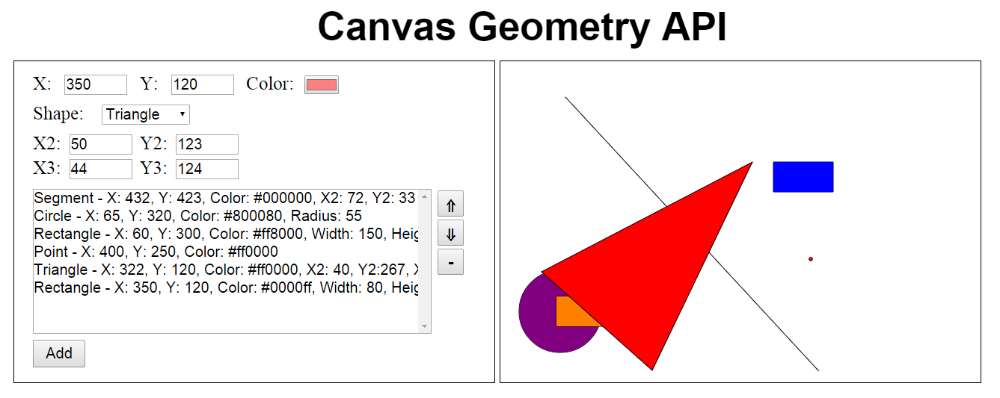 Canvas Geometry API
X: 350 Y: 120 Color:
Shape: Triangle
X2: 50 Y2: 123
X3: 44 Y3: 124
Segment - X: 432, Y: 423, Color: #000000, X2: 72, Y2: 33
Circle - X: 65, Y: 320, Color: #800080, Radius: 55
Rectangle - X: 60, Y: 300, Color: #ff8000, Width: 150, Heig
Point - X: 400, Y: 250, Color: #ff0000
Triangle - X: 322, Y: 120, Color: #ff0000, X2: 40, Y2:267, X
Rectangle - X: 350, Y: 120, Color: #0000ff, Width: 80, Heig
⇑
⇓
-
Add